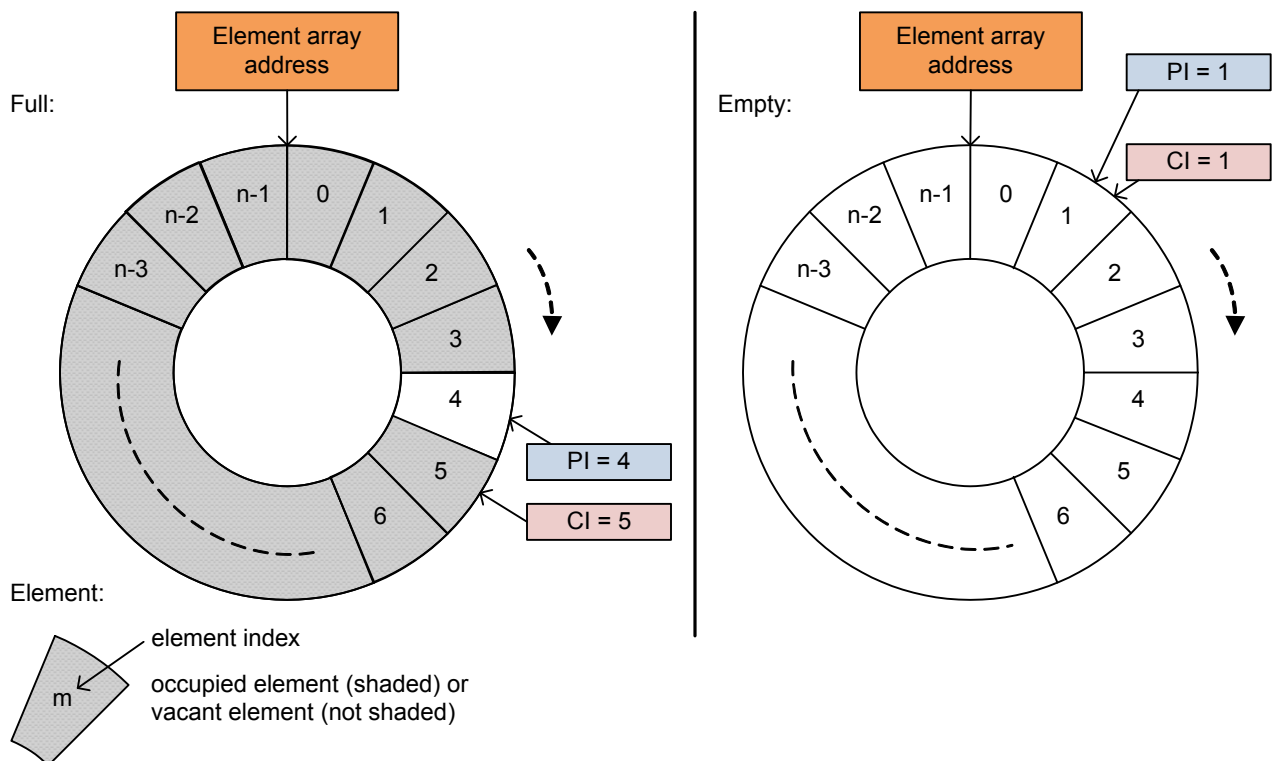 Element array
address
Full:
n-3
n-2
n-1
0
1
2
3
4
5
6
PI = 4
CI = 5
Element:
element index
m
occupied element (shaded) or
vacant element (not shaded)
Element array
address
PI = 1
Empty:
CI = 1
n-3
n-2
n-1
0
1
2
3
4
5
6